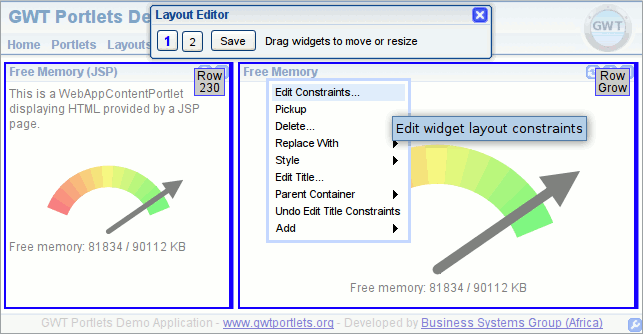 GWT Portlets Demo
Layout Editor
1 2 Save Drag widgets to move or resize
GWT
Home Portlets Layouts
Free Memory (JSP)
Row
230
This is a WebAppContentPortlet
displaying HTML provided by a JSP
page.
Free memory: 81834 / 90112 KB
Free Memory
Row
Grow
Edit Constraints...
Pickup
Delete...
Replace With
Style
Edit Title...
Parent Container
Undo Edit Title Constraints
Add
Edit widget layout constraints
Free memory: 81834 / 90112 KB
GWT Portlets Demo Application - www.gwtportlets.org - Developed by Business Systems Group (Africa)